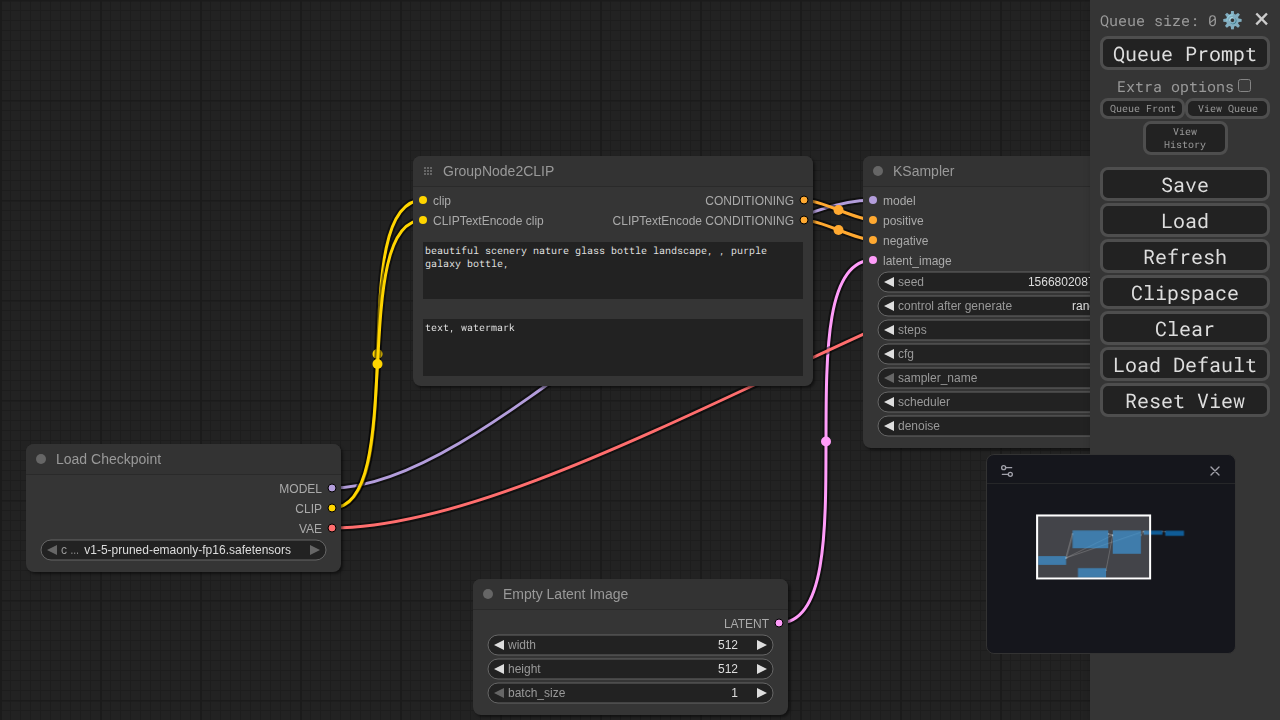 Queue size: 0
Queue Prompt
Extra options
Queue Front
View Queue
View
History
Save
Load
Refresh
Clipspace
Clear
Load Default
Reset View
GroupNode2CLIP
clip
CONDITIONING
CLIPTextEncode clip
CLIPTextEncode CONDITIONING
beautiful scenery nature glass bottle landscape, , purple
galaxy bottle,
text, watermark
KSampler
model
positive
negative
latent_image
seed
1566802087
control after generate
ran
steps
cfg
sampler_name
scheduler
denoise
Load Checkpoint
MODEL
CLIP
VAE
c ... v1-5-pruned-emaonly-fp16.safetensors
Empty Latent Image
LATENT
width 512
height 512
batch_size 1